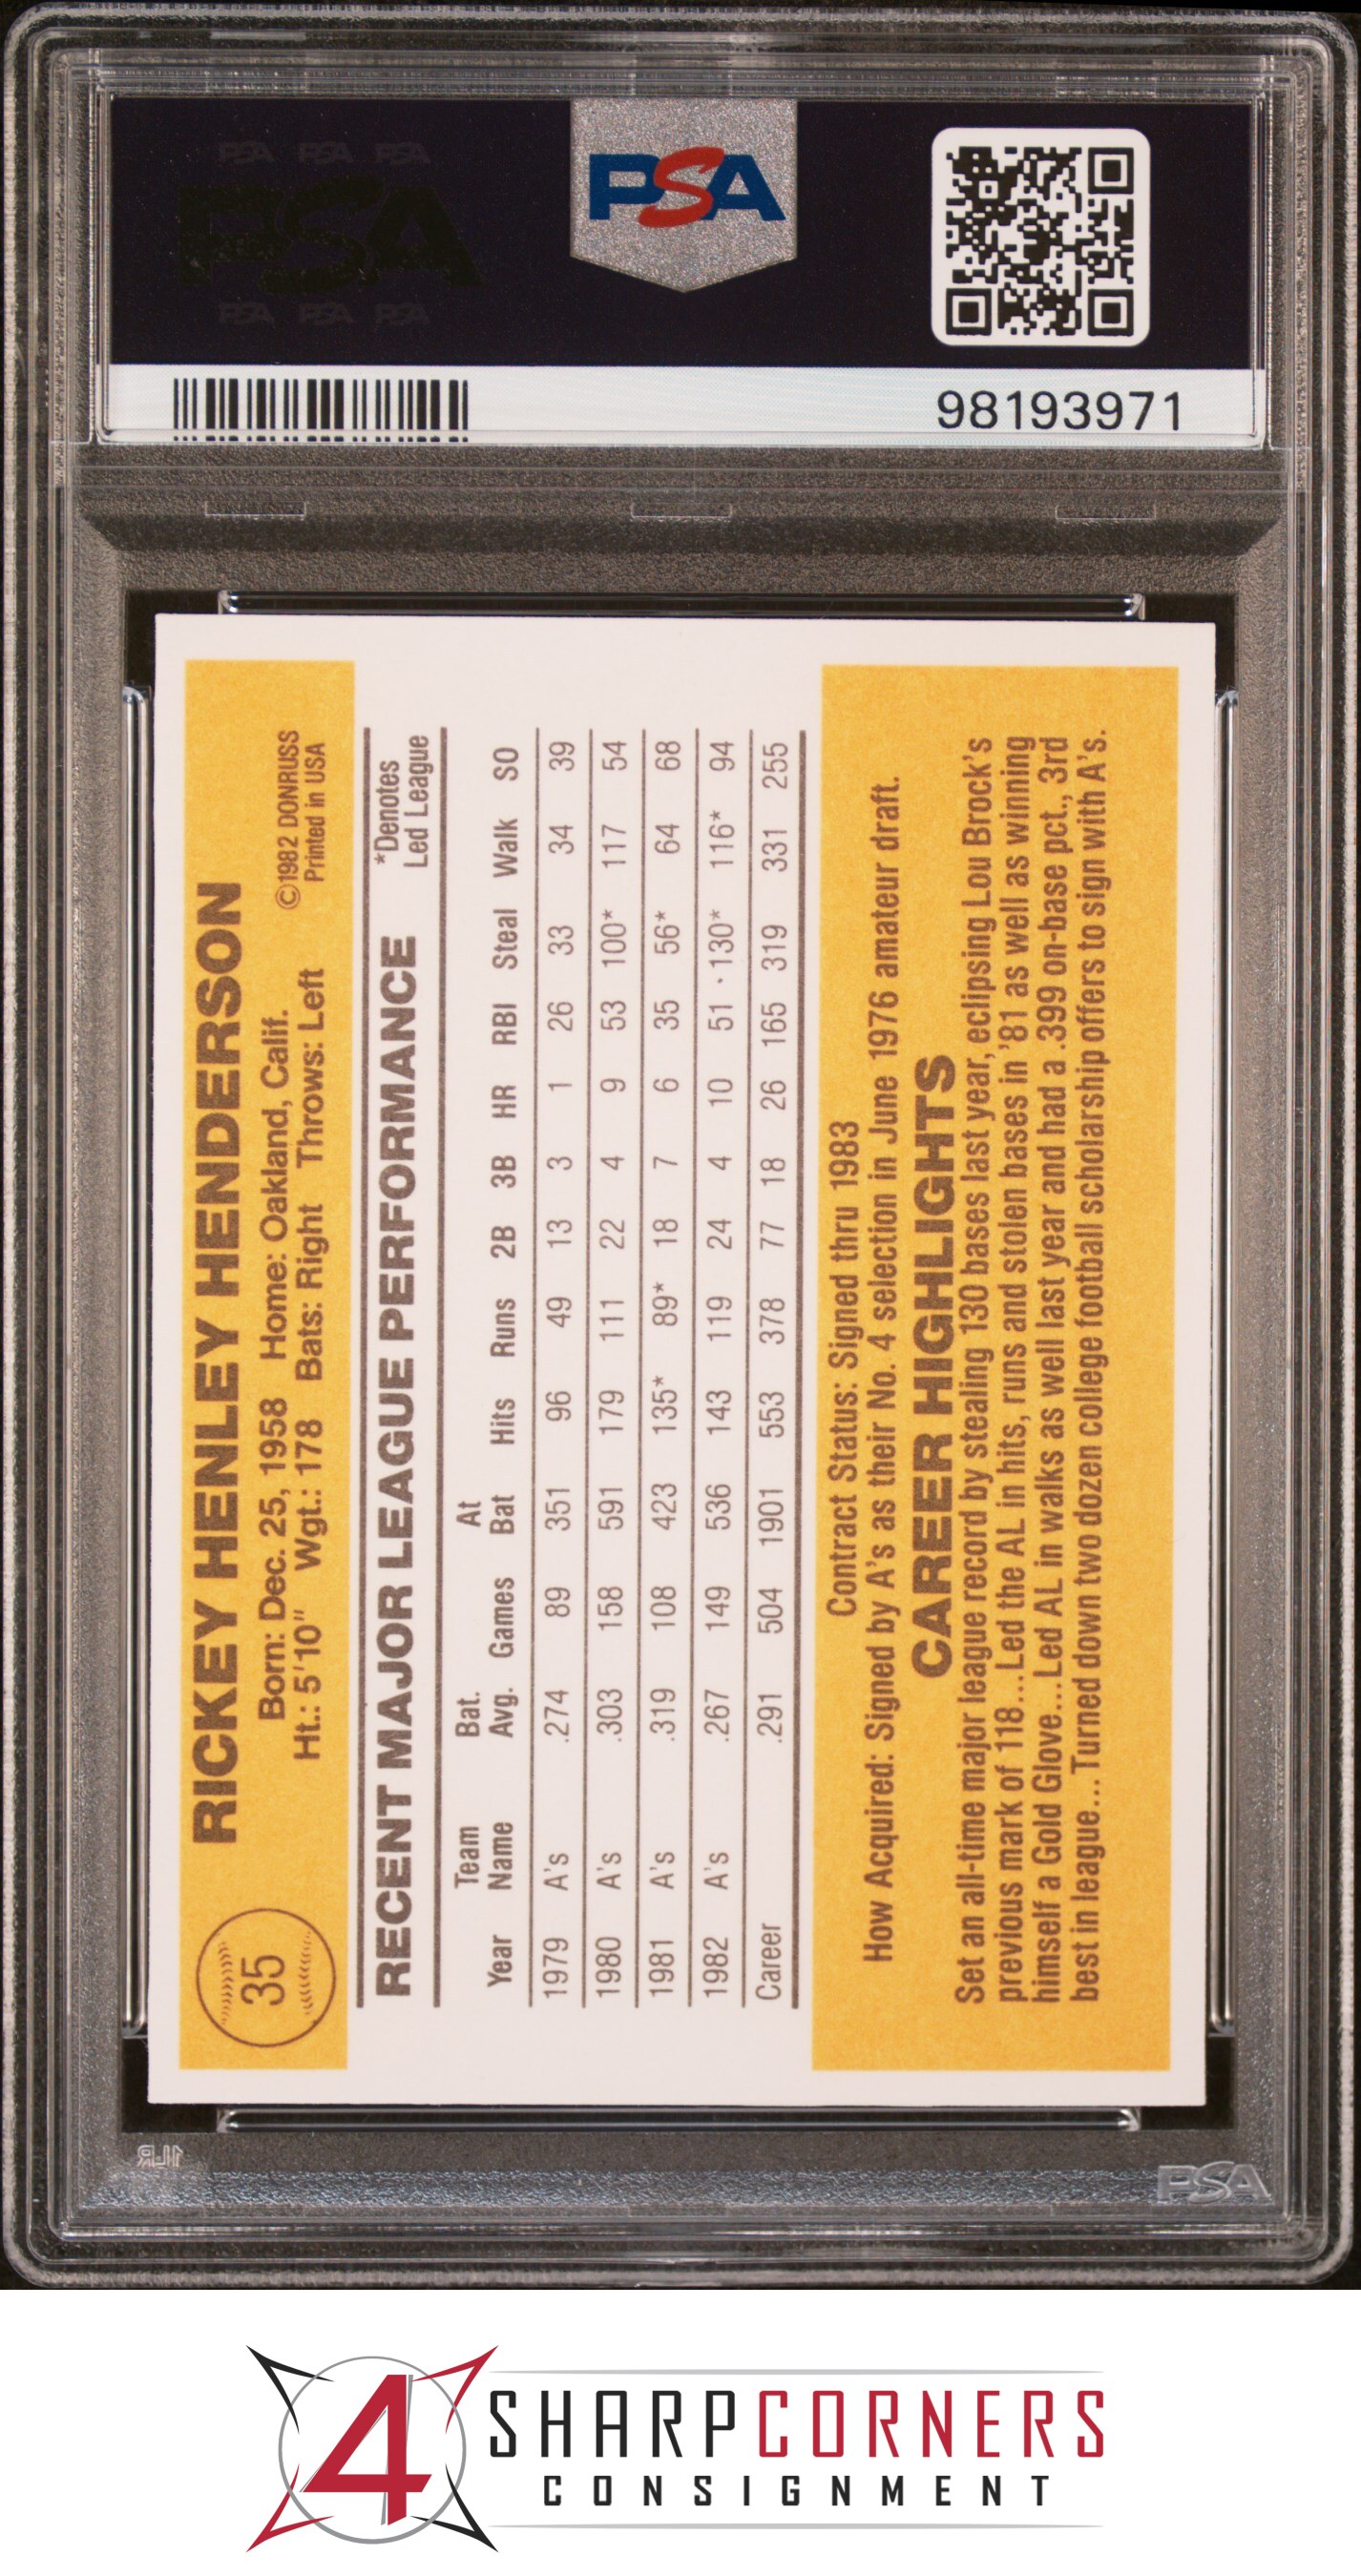 PSA PSA PSA
PSA
PSA PSA PSA
PSA
98193971
35
RICKEY HENLEY HENDERSON
Born: Dec. 25, 1958 Home: Oakland, Calif. ©1982 DONRUSS
Ht.: 5'10" Wgt.: 178 Bats: Right Throws: Left Printed in USA
RECENT MAJOR LEAGUE PERFORMANCE *Denotes Led League
Year Team Name Bat. Avg. Games At Bat Hits Runs 2B 3B HR RBI Steal Walk SO
1979 A's .274 89 351 96 49 13 3 1 26 33 34 39
1980 A's .303 158 591 179 111 22 4 9 53 100* 117 54
1981 A's .319 108 423 135* 89* 18 7 6 35 56* 64 68
1982 A's .267 149 536 143 119 24 4 10 51 130* 116* 94
Career .291 504 1901 553 378 77 18 26 165 319 331 255
Contract Status: Signed thru 1983
How Acquired: Signed by A's as their No. 4 selection in June 1976 amateur draft.
CAREER HIGHLIGHTS
Set an all-time major league record by stealing 130 bases last year, eclipsing Lou Brock's
previous mark of 118...Led the AL in hits, runs and stolen bases in '81 as well as winning
himself a Gold Glove...Led AL in walks as well last year and had a .399 on-base pct., 3rd
best in league...Turned down two dozen college football scholarship offers to sign with A's.
PSA
4
SHARPCORNERS
CONSIGNMENT